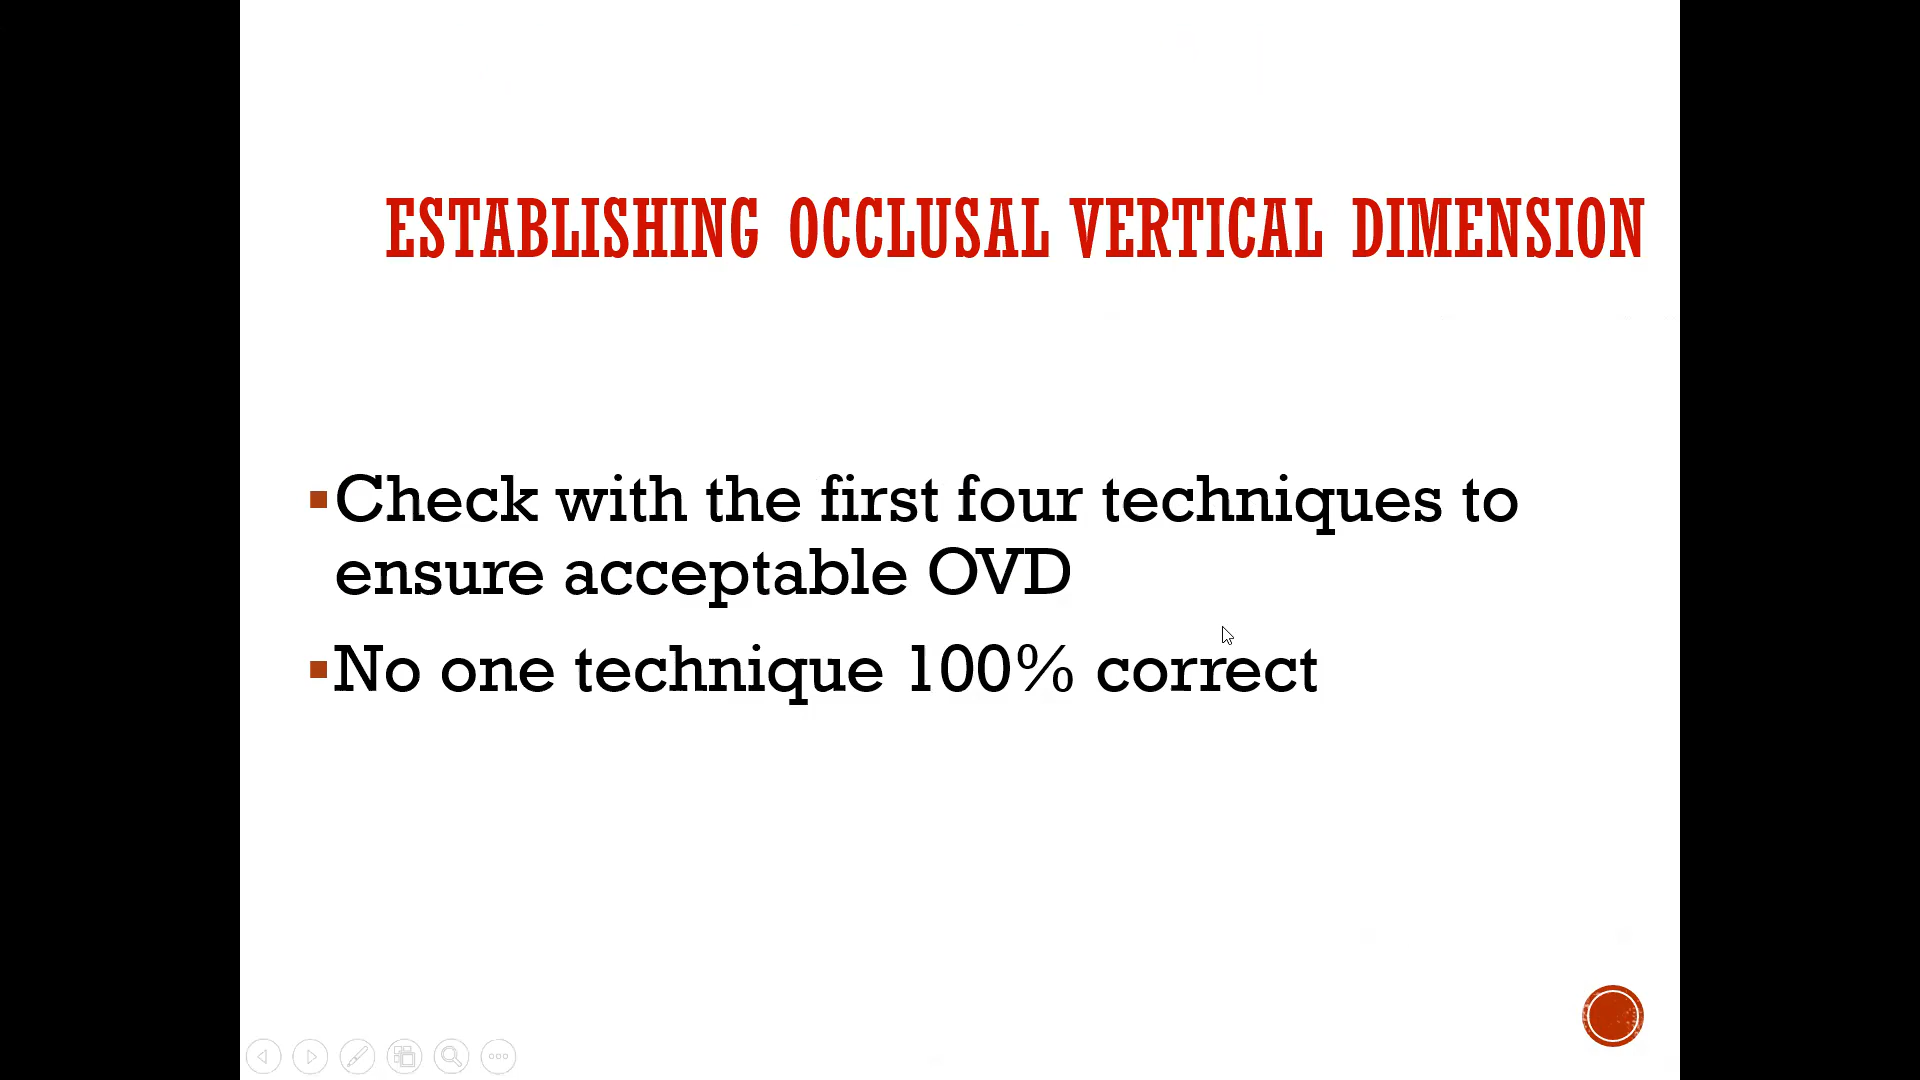 ESTABLISHING OCCLUSAL VERTICAL DIMENSION
▪Check with the first four techniques to
ensure acceptable OVD
▪No one technique 100% correct